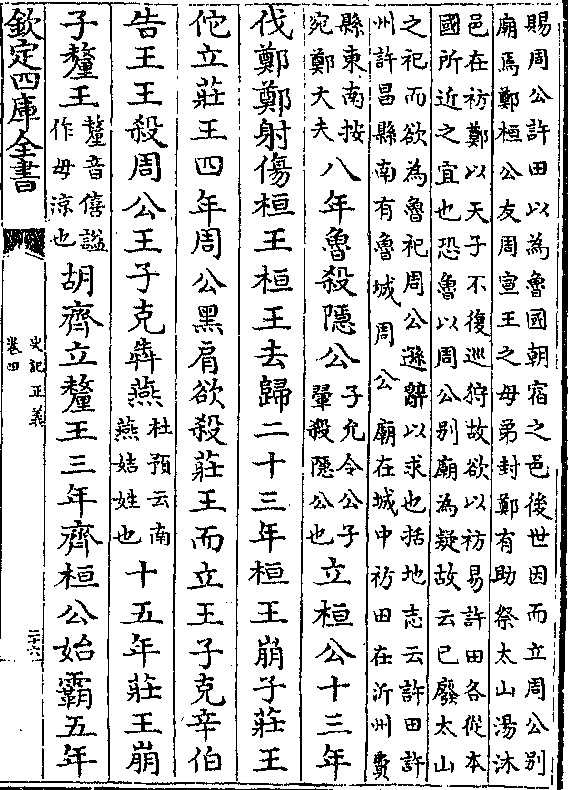 賜周公許田以為魯國朝宿之邑後世因而立周公别
廟焉鄭桓公友周宣王之母弟封鄭有助祭太山湯沐
邑在祊鄭以天子不復巡狩故欲以祊易許田各從本
國所近之宜也恐魯以周公别廟為疑故云已廢太山
之祀而欲為魯祀周公遜辭以求也括地志云許田許
州許昌縣南有魯城周公廟在城中祊田在沂州費
縣東南按宛鄭大夫八年魯殺隱公子允令公子翬殺隱公也立桓公十三年
伐鄭鄭射傷桓王桓王去歸二十三年桓王崩子莊王
佗立莊王四年周公黑肩欲殺莊王而立王子克辛伯
告王王殺周公王子克犇燕杜預云南燕姞姓也十五年莊王崩
子釐王釐音僖諡作毋涼也胡齊立釐王三年齊桓公始霸五年
欽定四庫全書
史記正義
卷四